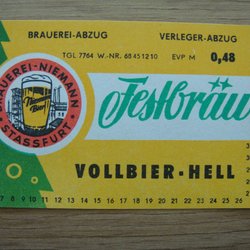 BRAUEREI-ABZUG VERLEGER-ABZUG
TGL 7764 W.-NR. 68451210 EVP M 0,48
BRAUEREI-NIEMANN
STASSFURT
Niemann
Bier
Festbräu
VOLLBIER·HELL
7 8 9 10 11 12 13 14 15 16 17 18 19 20 21 22 23 24 25 26